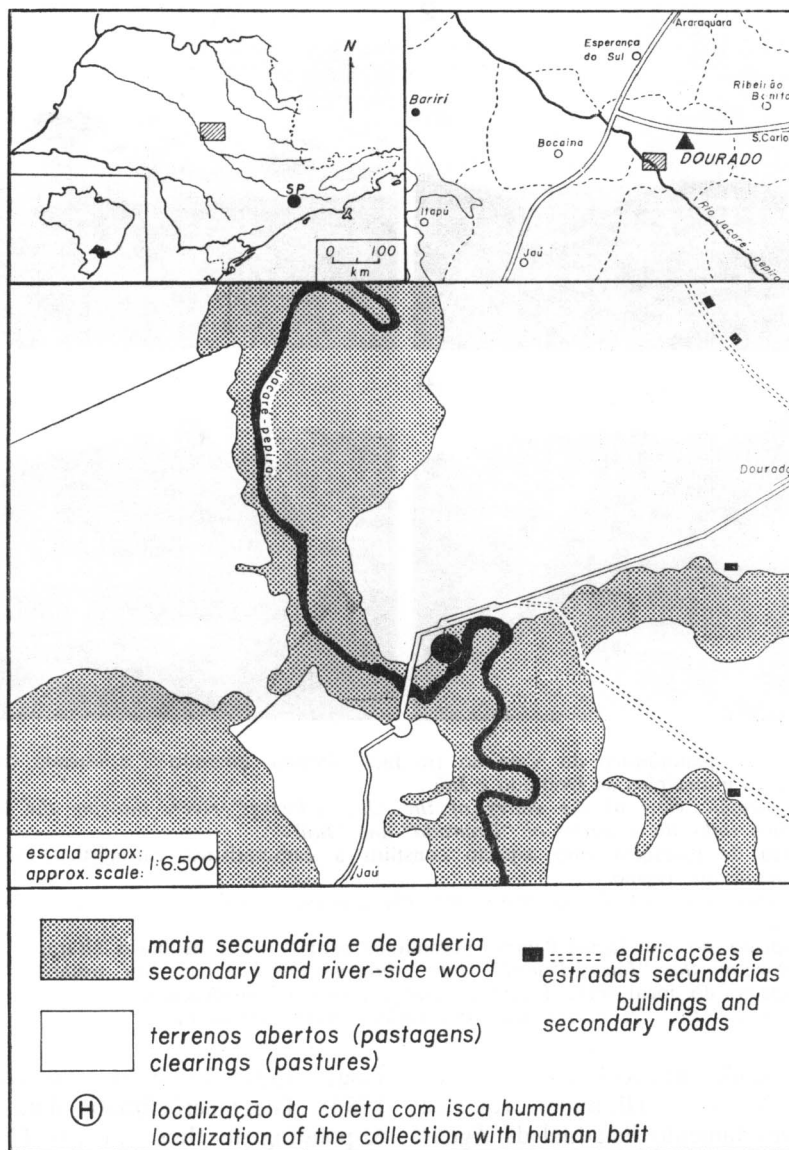 N
SP
0 100
km
Araraquara
Esperança
do Sul
Ribeirão
Bonito
Bariri
Bocaina
S.Carlos
DOURADO
Itapú
Jaú
Rio Jacaré-pepira
Jacaré-pepira
Dourado
escala aprox:
approx. scale: 1:6.500
Jaú
mata secundária e de galeria
secondary and river-side wood
edificações e
estradas secundárias
buildings and
secondary roads
terrenos abertos (pastagens)
clearings (pastures)
H localização da coleta com isca humana
localization of the collection with human bait